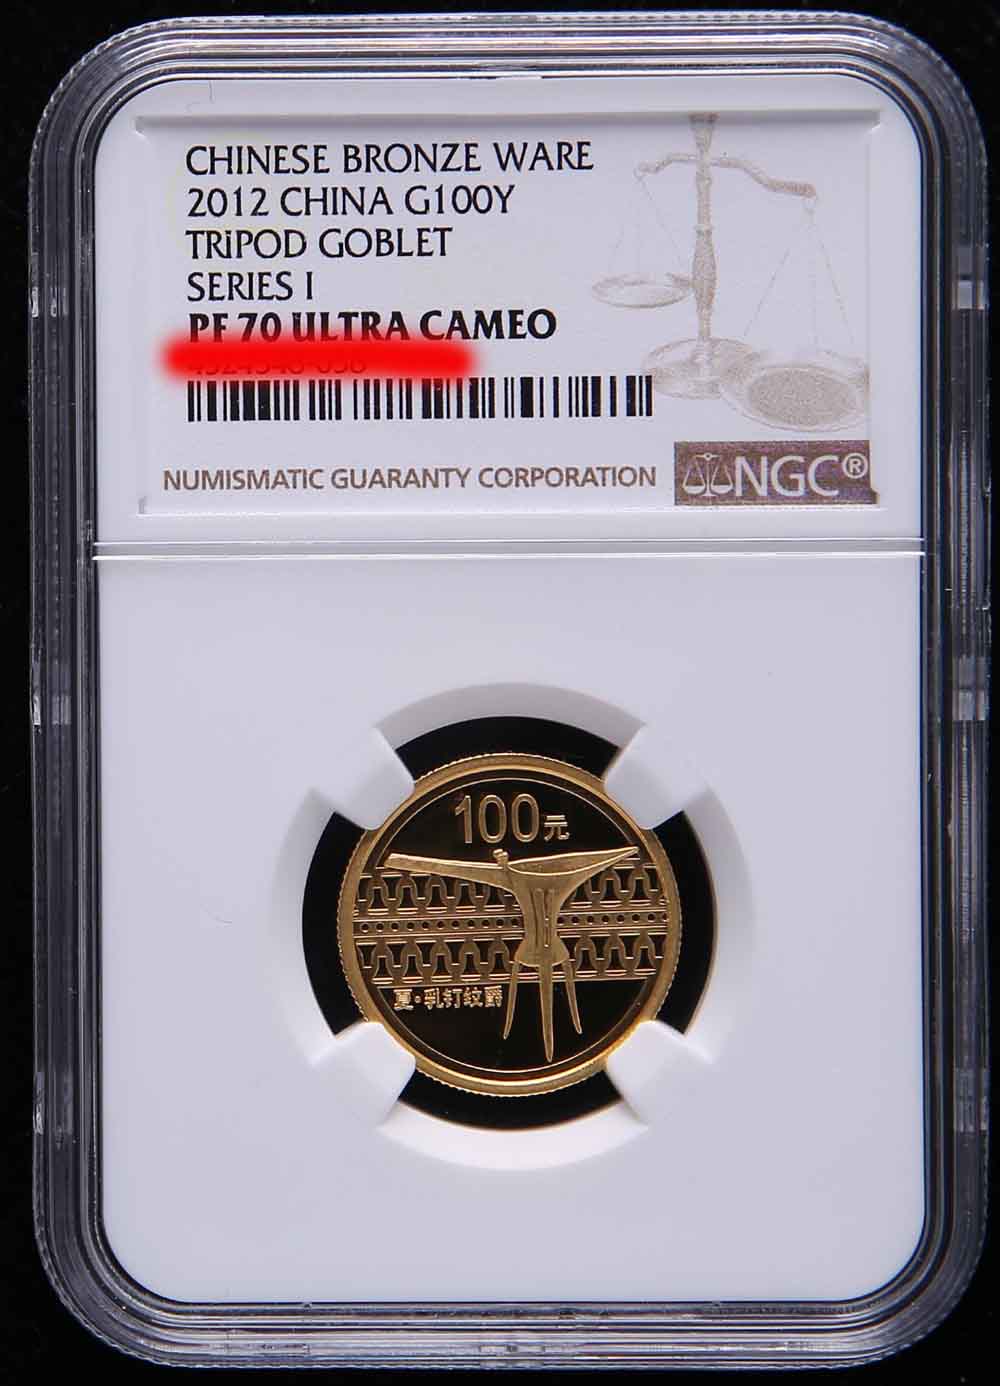 CHINESE BRONZE WARE
2012 CHINA G100Y
TRIPOD GOBLET
SERIES I
PF 70 ULTRA CAMEO
NUMISMATIC GUARANTY CORPORATION
NGC®
100元
夏·乳钉纹爵